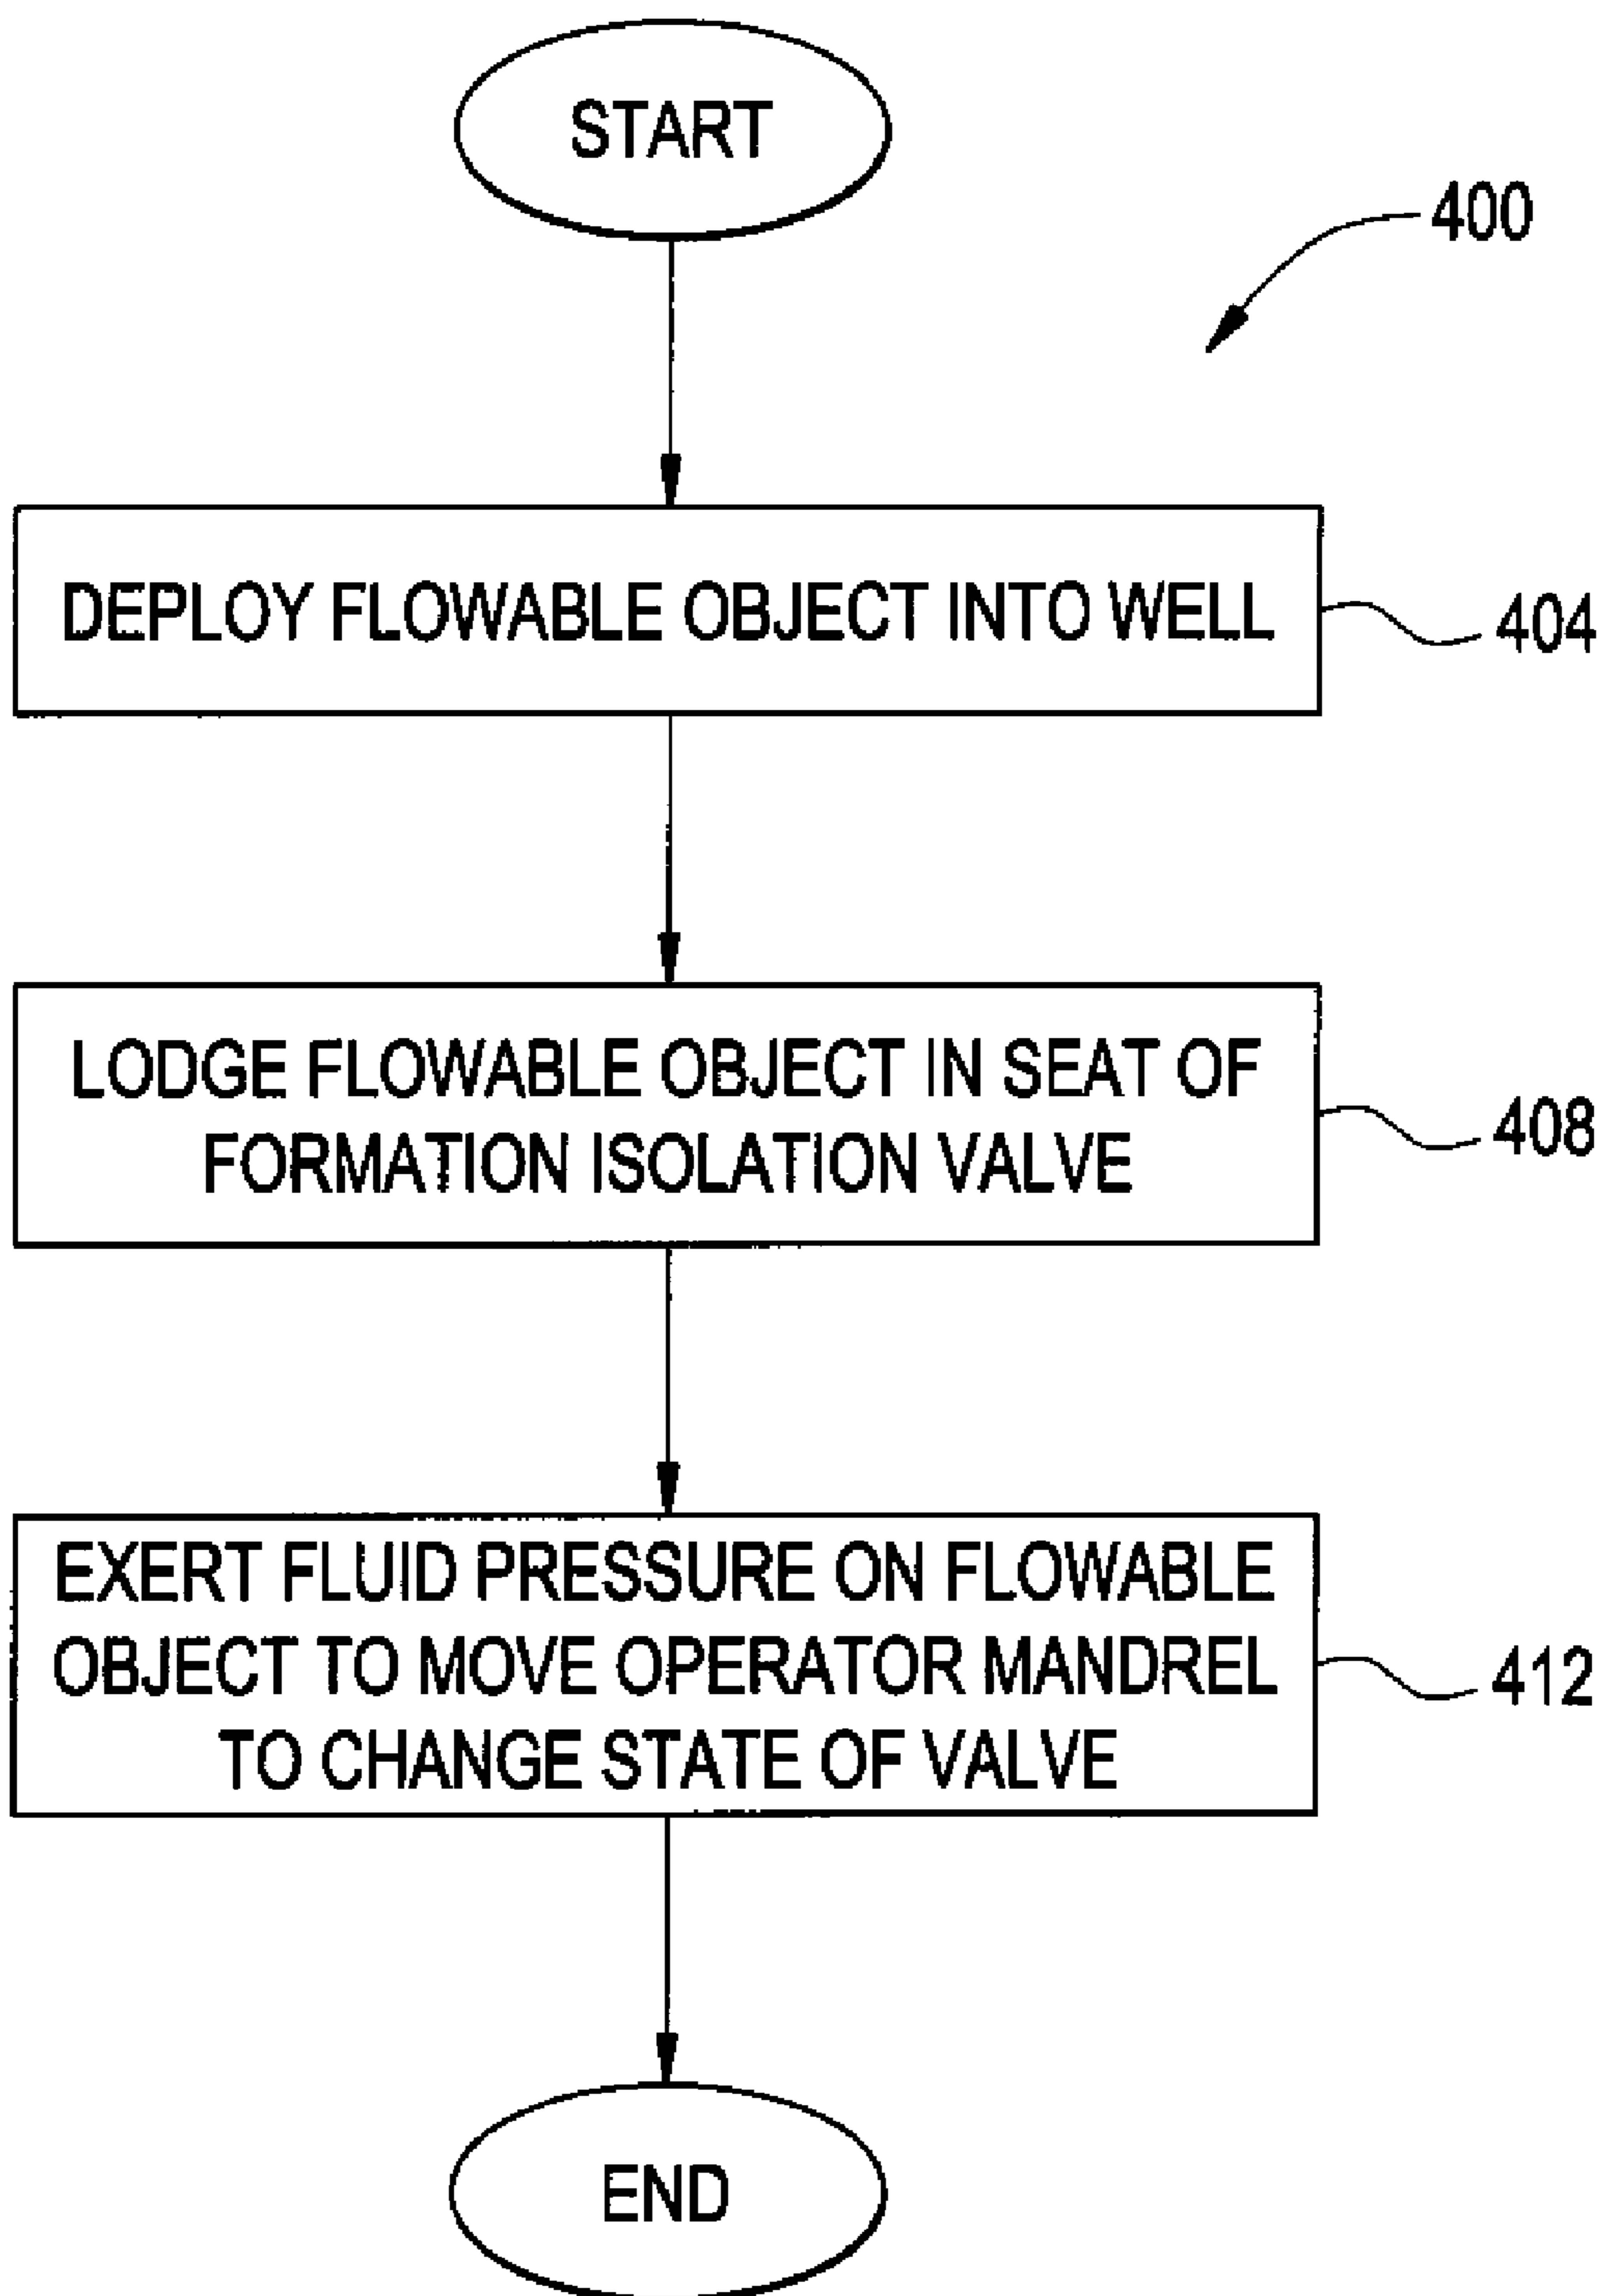 START
400
DEPLOY FLOWABLE OBJECT INTO WELL
404
LODGE FLOWABLE OBJECT IN SEAT OF
FORMATION ISOLATION VALVE
408
EXERT FLUID PRESSURE ON FLOWABLE
OBJECT TO MOVE OPERATOR MANDREL
TO CHANGE STATE OF VALVE
412
END